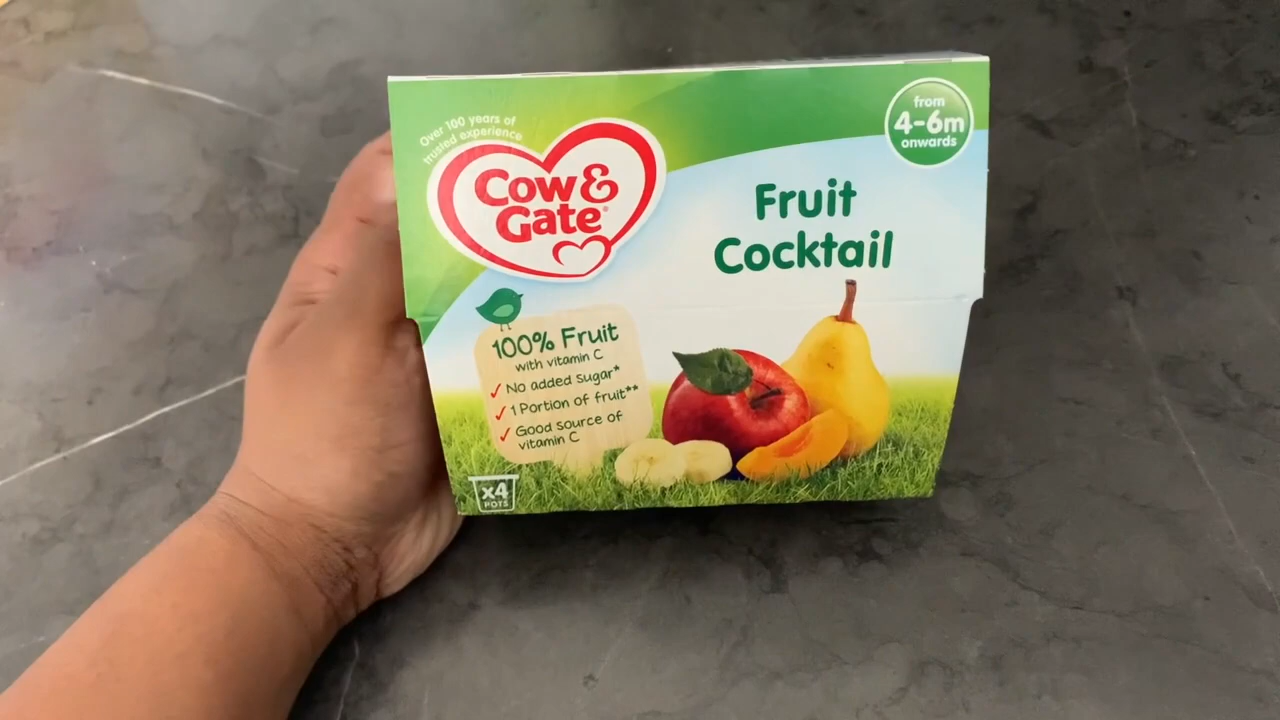 Over 100 years of
trusted experience
Cow &
Gate
from
4-6m
onwards
Fruit
Cocktail
100% Fruit
with vitamin C
✓ No added sugar*
✓ 1 Portion of fruit**
✓ Good source of
vitamin C
x4
POTS